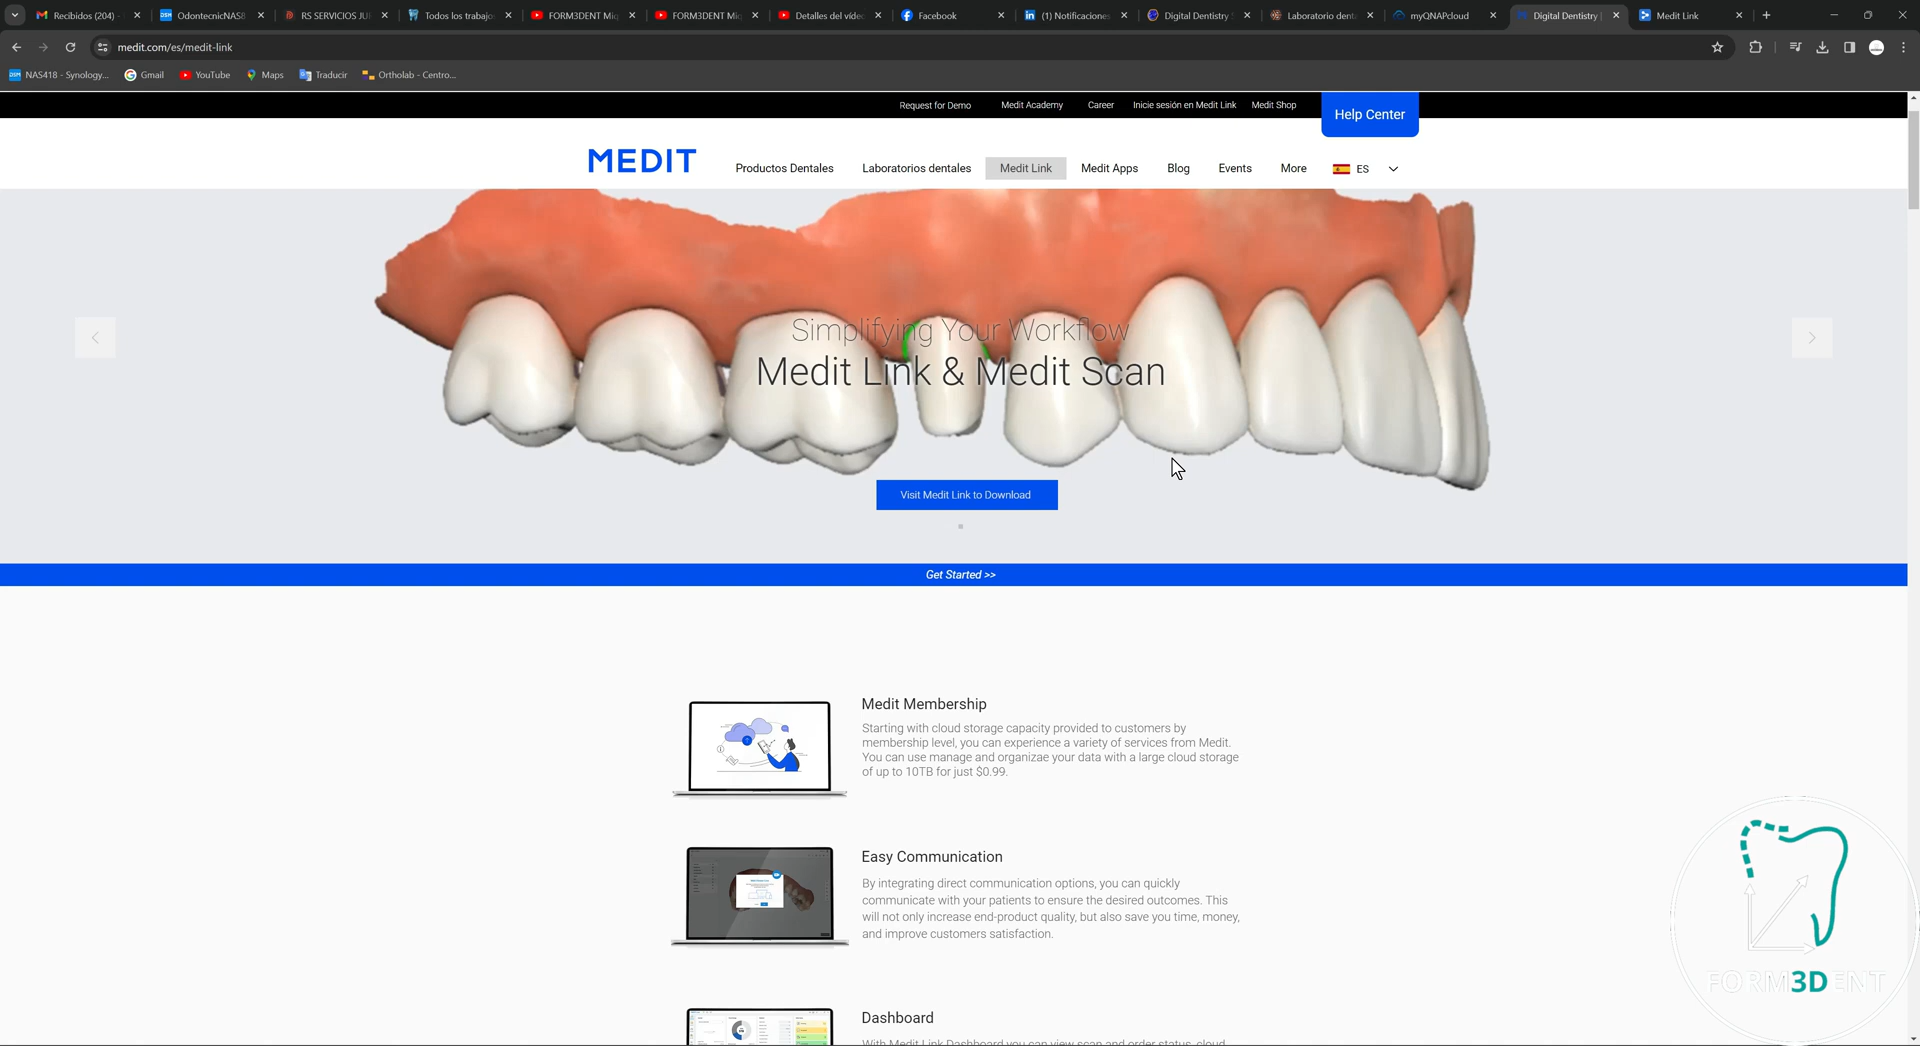 Recibidos (204) -
OdontecnicNAS8
RS SERVICIOS JU
Todos los trabajo
FORM3DENT Miq
FORM3DENT Miq
Detalles del vídeo
Facebook
(1) Notificaciones
Digital Dentistry
Laboratorio denta
myQNAPcloud
Digital Dentistry |
Medit Link
medit.com/es/medit-link
NAS418 - Synology...
Gmail
YouTube
Maps
Traducir
Ortholab - Centro...
Request for Demo
Medit Academy
Career
Inicie sesión en Medit Link
Medit Shop
Help Center
MEDIT
Productos Dentales
Laboratorios dentales
Medit Link
Medit Apps
Blog
Events
More
ES
Simplifying Your Workflow
Medit Link & Medit Scan
Visit Medit Link to Download
Get Started >>
Medit Membership
Starting with cloud storage capacity provided to customers by
membership level, you can experience a variety of services from Medit.
You can use manage and organizae your data with a large cloud storage
of up to 10TB for just $0.99.
Easy Communication
By integrating direct communication options, you can quickly
communicate with your patients to ensure the desired outcomes. This
will not only increase end-product quality, but also save you time, money,
and improve customers satisfaction.
Dashboard
With Medit Link Dashboard you can view scan and order status, cloud
FORM3DENT